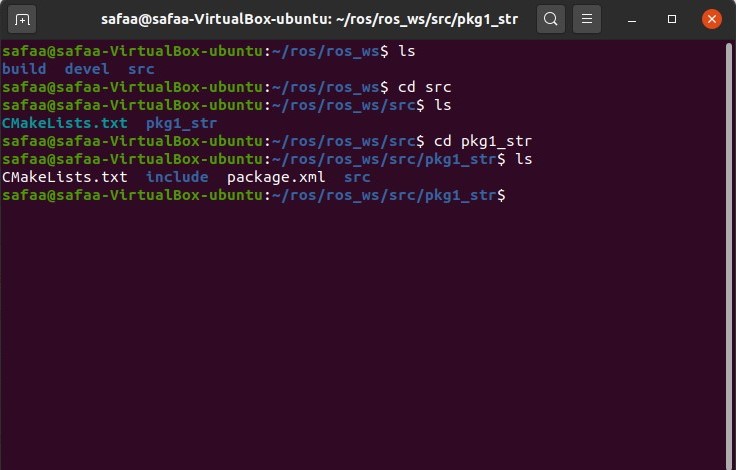 safaa@safaa-VirtualBox-ubuntu: ~/ros/ros_ws/src/pkg1_str
safaa@safaa-VirtualBox-ubuntu:~/ros/ros_ws$ ls
build  devel  src
safaa@safaa-VirtualBox-ubuntu:~/ros/ros_ws$ cd src
safaa@safaa-VirtualBox-ubuntu:~/ros/ros_ws/src$ ls
CMakeLists.txt  pkg1_str
safaa@safaa-VirtualBox-ubuntu:~/ros/ros_ws/src$ cd pkg1_str
safaa@safaa-VirtualBox-ubuntu:~/ros/ros_ws/src/pkg1_str$ ls
CMakeLists.txt  include  package.xml  src
safaa@safaa-VirtualBox-ubuntu:~/ros/ros_ws/src/pkg1_str$